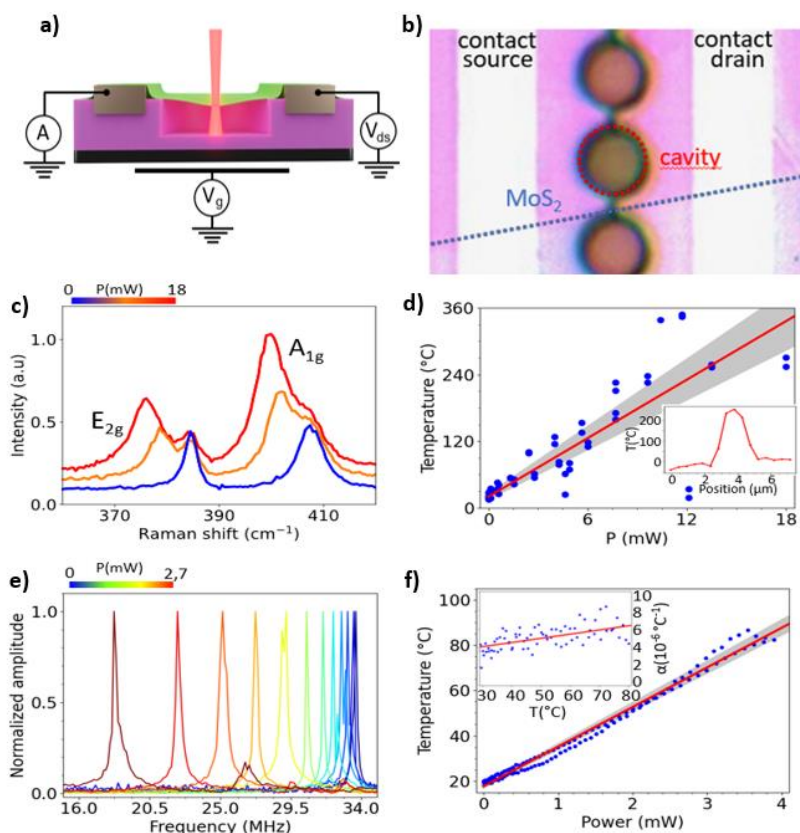 a)
A
Vds
Vg
b)
contact
source
contact
drain
cavity
MoS2
c)
P(mW)
0
18
A1g
E2g
1.0
0.5
0.0
Intensity (a.u)
370
390
410
Raman shift (cm⁻¹)
d)
360
240
120
0
Temperature (°C)
T(°C)
200
100
0
0
2
4
6
Position (μm)
0
6
12
18
P (mW)
e)
P(mW)
0
2,7
1.0
0.5
0.0
Normalized amplitude
16.0
20.5
25.0
29.5
34.0
Frequency (MHz)
f)
100
80
60
40
20
Temperature (°C)
10
8
6
4
2
0
α(10⁻⁶ °C⁻¹)
30
40
50
60
70
80
T(°C)
0
1
2
3
4
Power (mW)